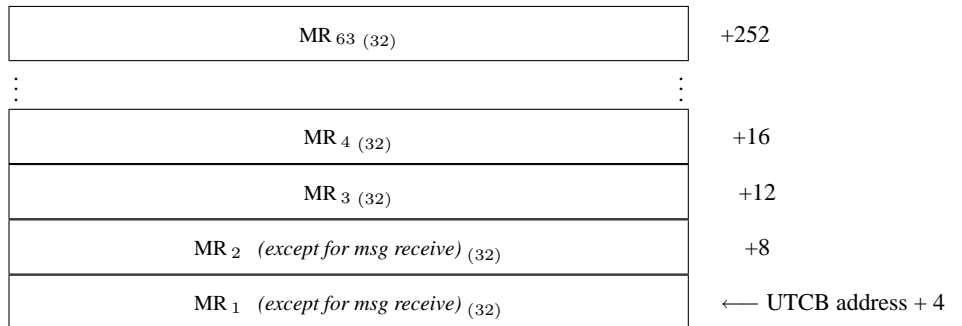 MR 63 (32) +252
⋮ ⋮
MR 4 (32) +16
MR 3 (32) +12
MR 2 (except for msg receive) (32) +8
MR 1 (except for msg receive) (32) ←— UTCB address + 4